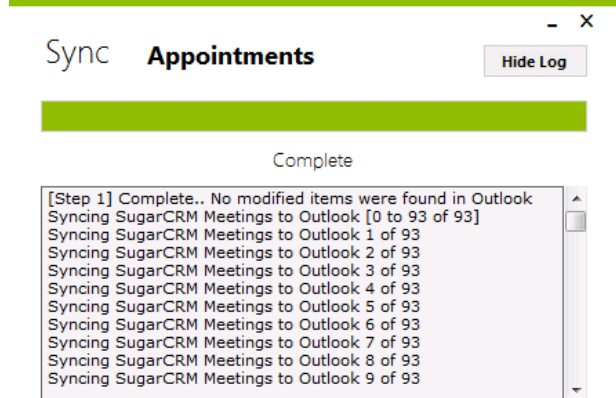 Sync Appointments
Hide Log
Complete
[Step 1] Complete.. No modified items were found in Outlook
Syncing SugarCRM Meetings to Outlook [0 to 93 of 93]
Syncing SugarCRM Meetings to Outlook 1 of 93
Syncing SugarCRM Meetings to Outlook 2 of 93
Syncing SugarCRM Meetings to Outlook 3 of 93
Syncing SugarCRM Meetings to Outlook 4 of 93
Syncing SugarCRM Meetings to Outlook 5 of 93
Syncing SugarCRM Meetings to Outlook 6 of 93
Syncing SugarCRM Meetings to Outlook 7 of 93
Syncing SugarCRM Meetings to Outlook 8 of 93
Syncing SugarCRM Meetings to Outlook 9 of 93